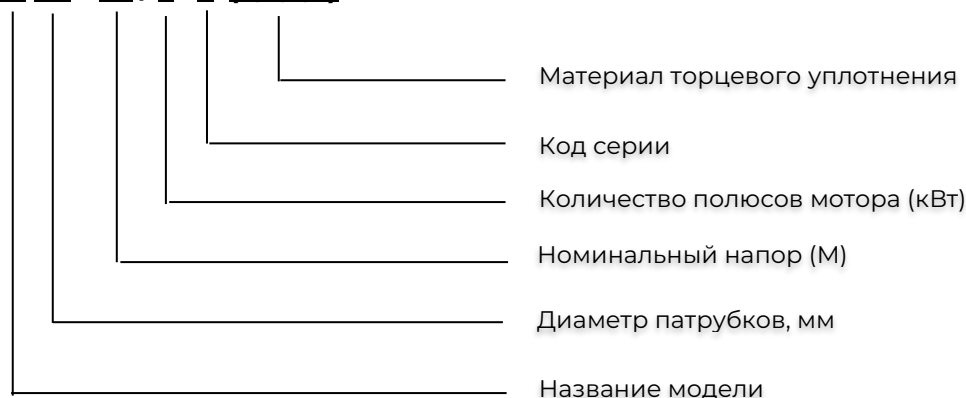 Материал торцевого уплотнения
Код серии
Количество полюсов мотора (кВт)
Номинальный напор (М)
Диаметр патрубков, мм
Название модели